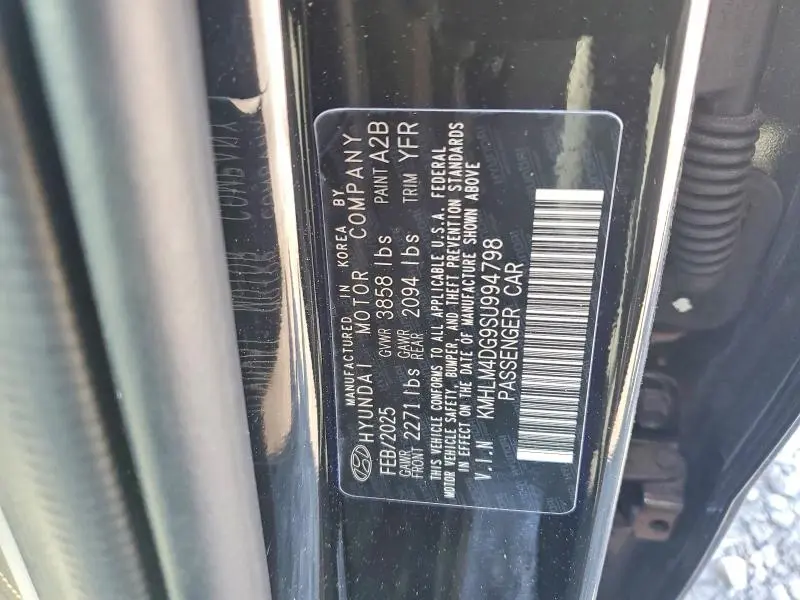 MANUFACTURED IN KOREA BY
HYUNDAI MOTOR COMPANY
FEB/2025 GVWR 3858 lbs PAINT A2B
GAWR FRONT 2271 lbs GAWR REAR 2094 lbs TRIM YFR
THIS VEHICLE CONFORMS TO ALL APPLICABLE U.S.A. FEDERAL
MOTOR VEHICLE SAFETY, BUMPER, AND THEFT PREVENTION STANDARDS
IN EFFECT ON THE DATE OF MANUFACTURE SHOWN ABOVE
V.I.N KMHLM4DG9SU994798
PASSENGER CAR